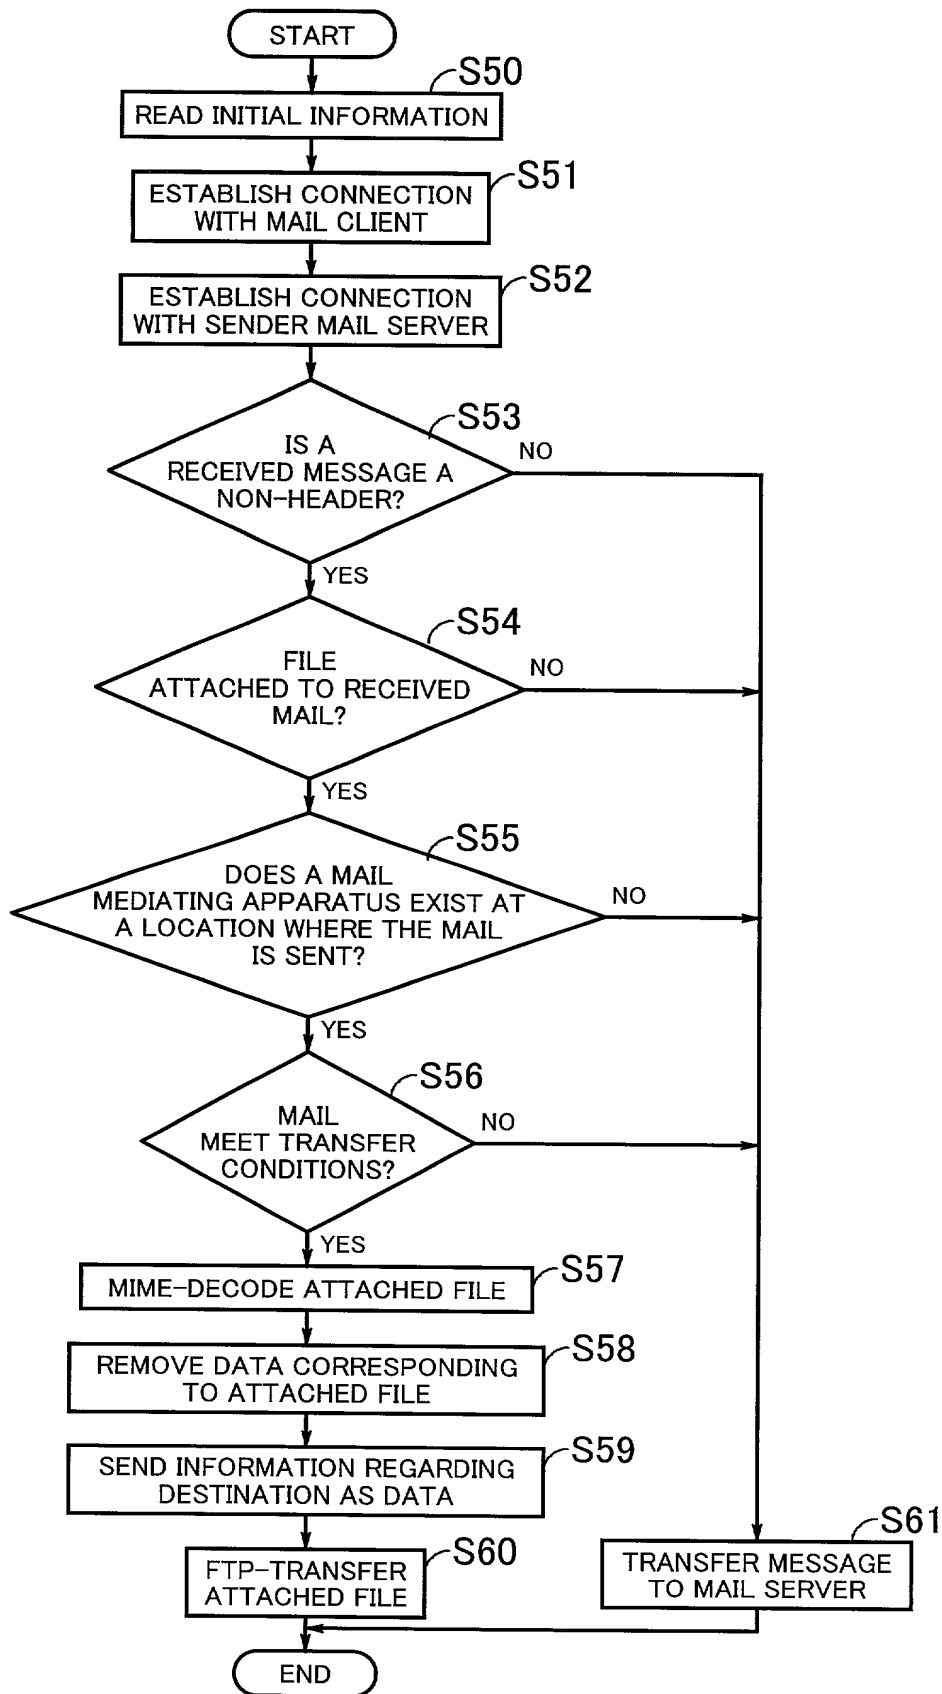 START
S50
READ INITIAL INFORMATION
S51
ESTABLISH CONNECTION
WITH MAIL CLIENT
S52
ESTABLISH CONNECTION
WITH SENDER MAIL SERVER
S53
IS A
RECEIVED MESSAGE A
NON-HEADER?
NO
YES
S54
FILE
ATTACHED TO RECEIVED
MAIL?
NO
YES
S55
DOES A MAIL
MEDIATING APPARATUS EXIST AT
A LOCATION WHERE THE MAIL
IS SENT?
NO
YES
S56
MAIL
MEET TRANSFER
CONDITIONS?
NO
YES
S57
MIME-DECODE ATTACHED FILE
S58
REMOVE DATA CORRESPONDING
TO ATTACHED FILE
S59
SEND INFORMATION REGARDING
DESTINATION AS DATA
S60
FTP-TRANSFER
ATTACHED FILE
S61
TRANSFER MESSAGE
TO MAIL SERVER
END